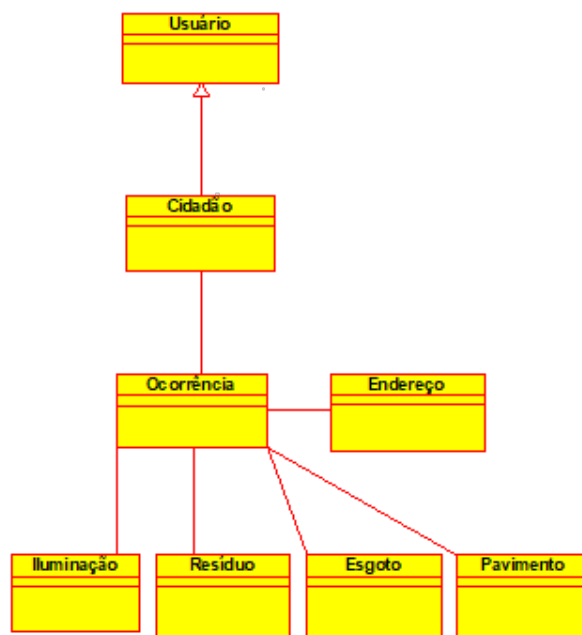 Usuário
Cidadão
Ocorrência
Endereço
Iluminação
Resíduo
Esgoto
Pavimento